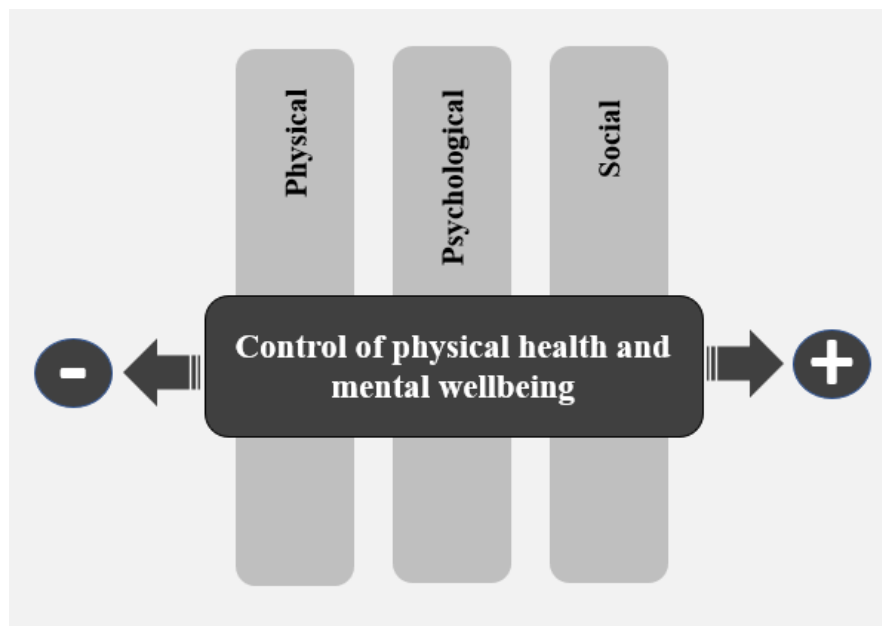 Physical
Psychological
Social
Control of physical health and
mental wellbeing
-
+